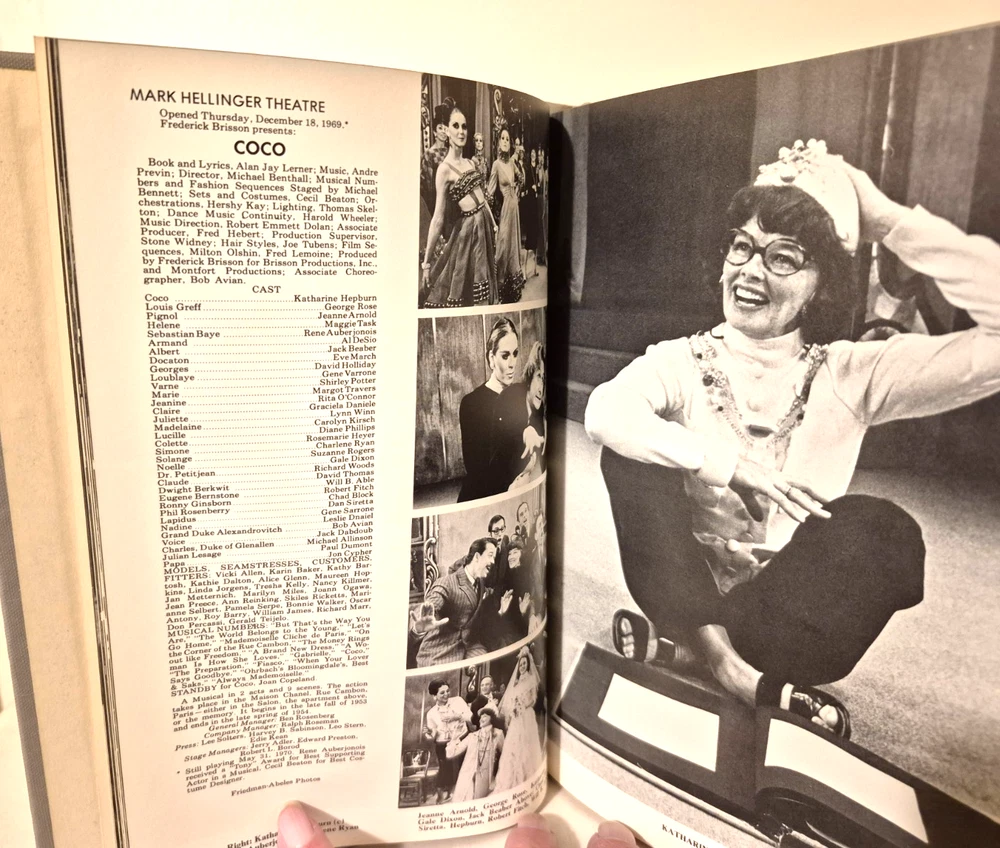 MARK HELLINGER THEATRE
Opened Thursday, December 18, 1969.*
Frederick Brisson presents:
COCO
Book and Lyrics, Alan Jay Lerner; Music, Andre
Previn; Director, Michael Benthall; Musical Num-
bers and Fashion Sequences Staged by Michael
Bennett; Sets and Costumes, Cecil Beaton; Or-
chestrations, Hershy Kay; Lighting, Thomas Skel-
ton; Dance Music Continuity, Harold Wheeler;
Music Direction, Robert Emmett Dolan; Associate
Producer, Fred Hebert; Production Supervisor,
Stone Widney; Hair Styles, Joe Tubens; Film Se-
quences, Milton Olshin, Fred Lemoine; Produced
by Frederick Brisson for Brisson Productions, Inc.,
and Montfort Productions; Associate Choreo-
grapher, Bob Avian.
CAST
Coco Katharine Hepburn
Louis Greff George Rose
Pignol Jeanne Arnold
Helene Maggie Task
Sebastian Baye Rene Auberjonois
Armand Al DeSio
Albert Jack Beaber
Docaton Eve March
Georges David Holliday
Loublaye Gene Varrone
Varne Shirley Potter
Marie Margot Travers
Jeanine Rita O'Connor
Claire Graciela Daniele
Juliette Lynn Winn
Madelaine Carolyn Kirsch
Lucille Diane Phillips
Colette Rosemarie Heyer
Simone Charlene Ryan
Solange Suzanne Rogers
Noelle Gale Dixon
Dr. Petitjean Richard Woods
Claude David Thomas
Dwight Berkwit Will B. Able
Eugene Bernstone Robert Fitch
Ronny Ginsborn Chad Block
Phil Rosenberry Dan Siretta
Lapidus Gene Sarrone
Nadine Leslie Dnaiel
Grand Duke Alexandrovitch Bob Avian
Voice Jack Dabdoub
Charles, Duke of Glenallen Michael Allinson
Julian Lesage Paul Dumont
Papa Jon Cypher
MODELS, SEAMSTRESSES, CUSTOMERS,
FITTERS: Vicki Allen, Karin Baker, Kathy Bar-
tosh, Kathie Dalton, Alice Glenn, Maureen Hop-
kins, Linda Jorgens, Tresha Kelly, Nancy Killmer,
Jan Metternich, Marilyn Miles, Joann Ogawa,
Jean Preece, Ann Reinking, Skiles Ricketts, Mari-
anne Selbert, Pamela Serpe, Bonnie Walker, Oscar
Antony, Roy Barry, William James, Richard Marr,
Don Percassi, Gerald Teijelo.
MUSICAL NUMBERS: "But That's the Way You
Are," "The World Belongs to the Young," "Let's
Go Home," "Mademoiselle Cliche de Paris," "On
the Corner of the Rue Cambon," "The Money Rings
out like Freedom," "A Brand New Dress," "A Wo-
man Is How She Loves," "Gabrielle," "Coco,"
"The Preparation," "Fiasco," "When Your Lover
Says Goodbye," "Ohrbach's Bloomingdale's, Best
& Saks," "Always Mademoiselle."
STANDBY for Coco, Joan Copeland.
A Musical in 2 acts and 9 scenes. The action
takes place in the Maison Chanel, Rue Cambon,
Paris—either in the Salon, the apartment above,
or the memory. It begins in the late fall of 1953
and ends in the late spring of 1954.
General Manager: Ben Rosenberg
Company Manager: Ralph Roseman
Press: Lee Solters, Harvey B. Sabinson, Leo Stern,
Edie Kean
Stage Managers: Jerry Adler, Edward Preston,
Robert L. Borod
* Still playing May 31, 1970. Rene Auberjonois
received a "Tony" Award for Best Supporting
Actor in a Musical, Cecil Beaton for Best Cos-
tume Designer.
Friedman-Abeles Photos
Right: Katha
Jeanne Arnold, George Rose,
Gale Dixon, Jack Beaber
Siretta, Hepburn, Robert Fitch,
KATHARIN